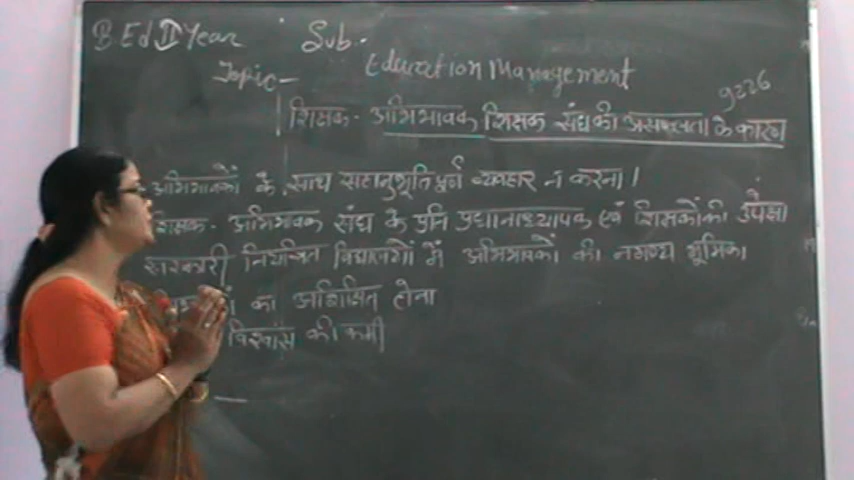 B Ed II Year Sub.-
Topic- Education Management
9226
शिक्षक- अभिभावक शिक्षक संघ की असफलता के कारण
अभिभावकों के साथ सहानुभूतिपूर्ण व्यवहार न करना।
शिक्षक- अभिभावक संघ के प्रति प्रधानाध्यापक एवं शिक्षकों की उपेक्षा
सरकारी नियंत्रित विद्यालयों में अभिभावकों की नगण्य भूमिका
का अशिक्षित होना
विश्वास की कमी